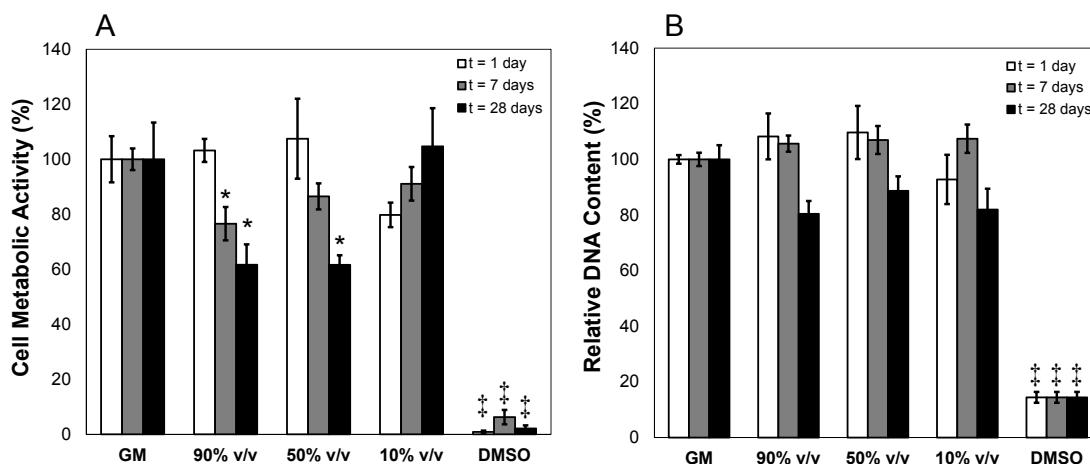 A
Cell Metabolic Activity (%)
140
120
100
80
60
40
20
0
t = 1 day
t = 7 days
t = 28 days
*
*
*
‡ ‡ ‡
GM 90% v/v 50% v/v 10% v/v DMSO
B
Relative DNA Content (%)
140
120
100
80
60
40
20
0
t = 1 day
t = 7 days
t = 28 days
‡ ‡ ‡
GM 90% v/v 50% v/v 10% v/v DMSO